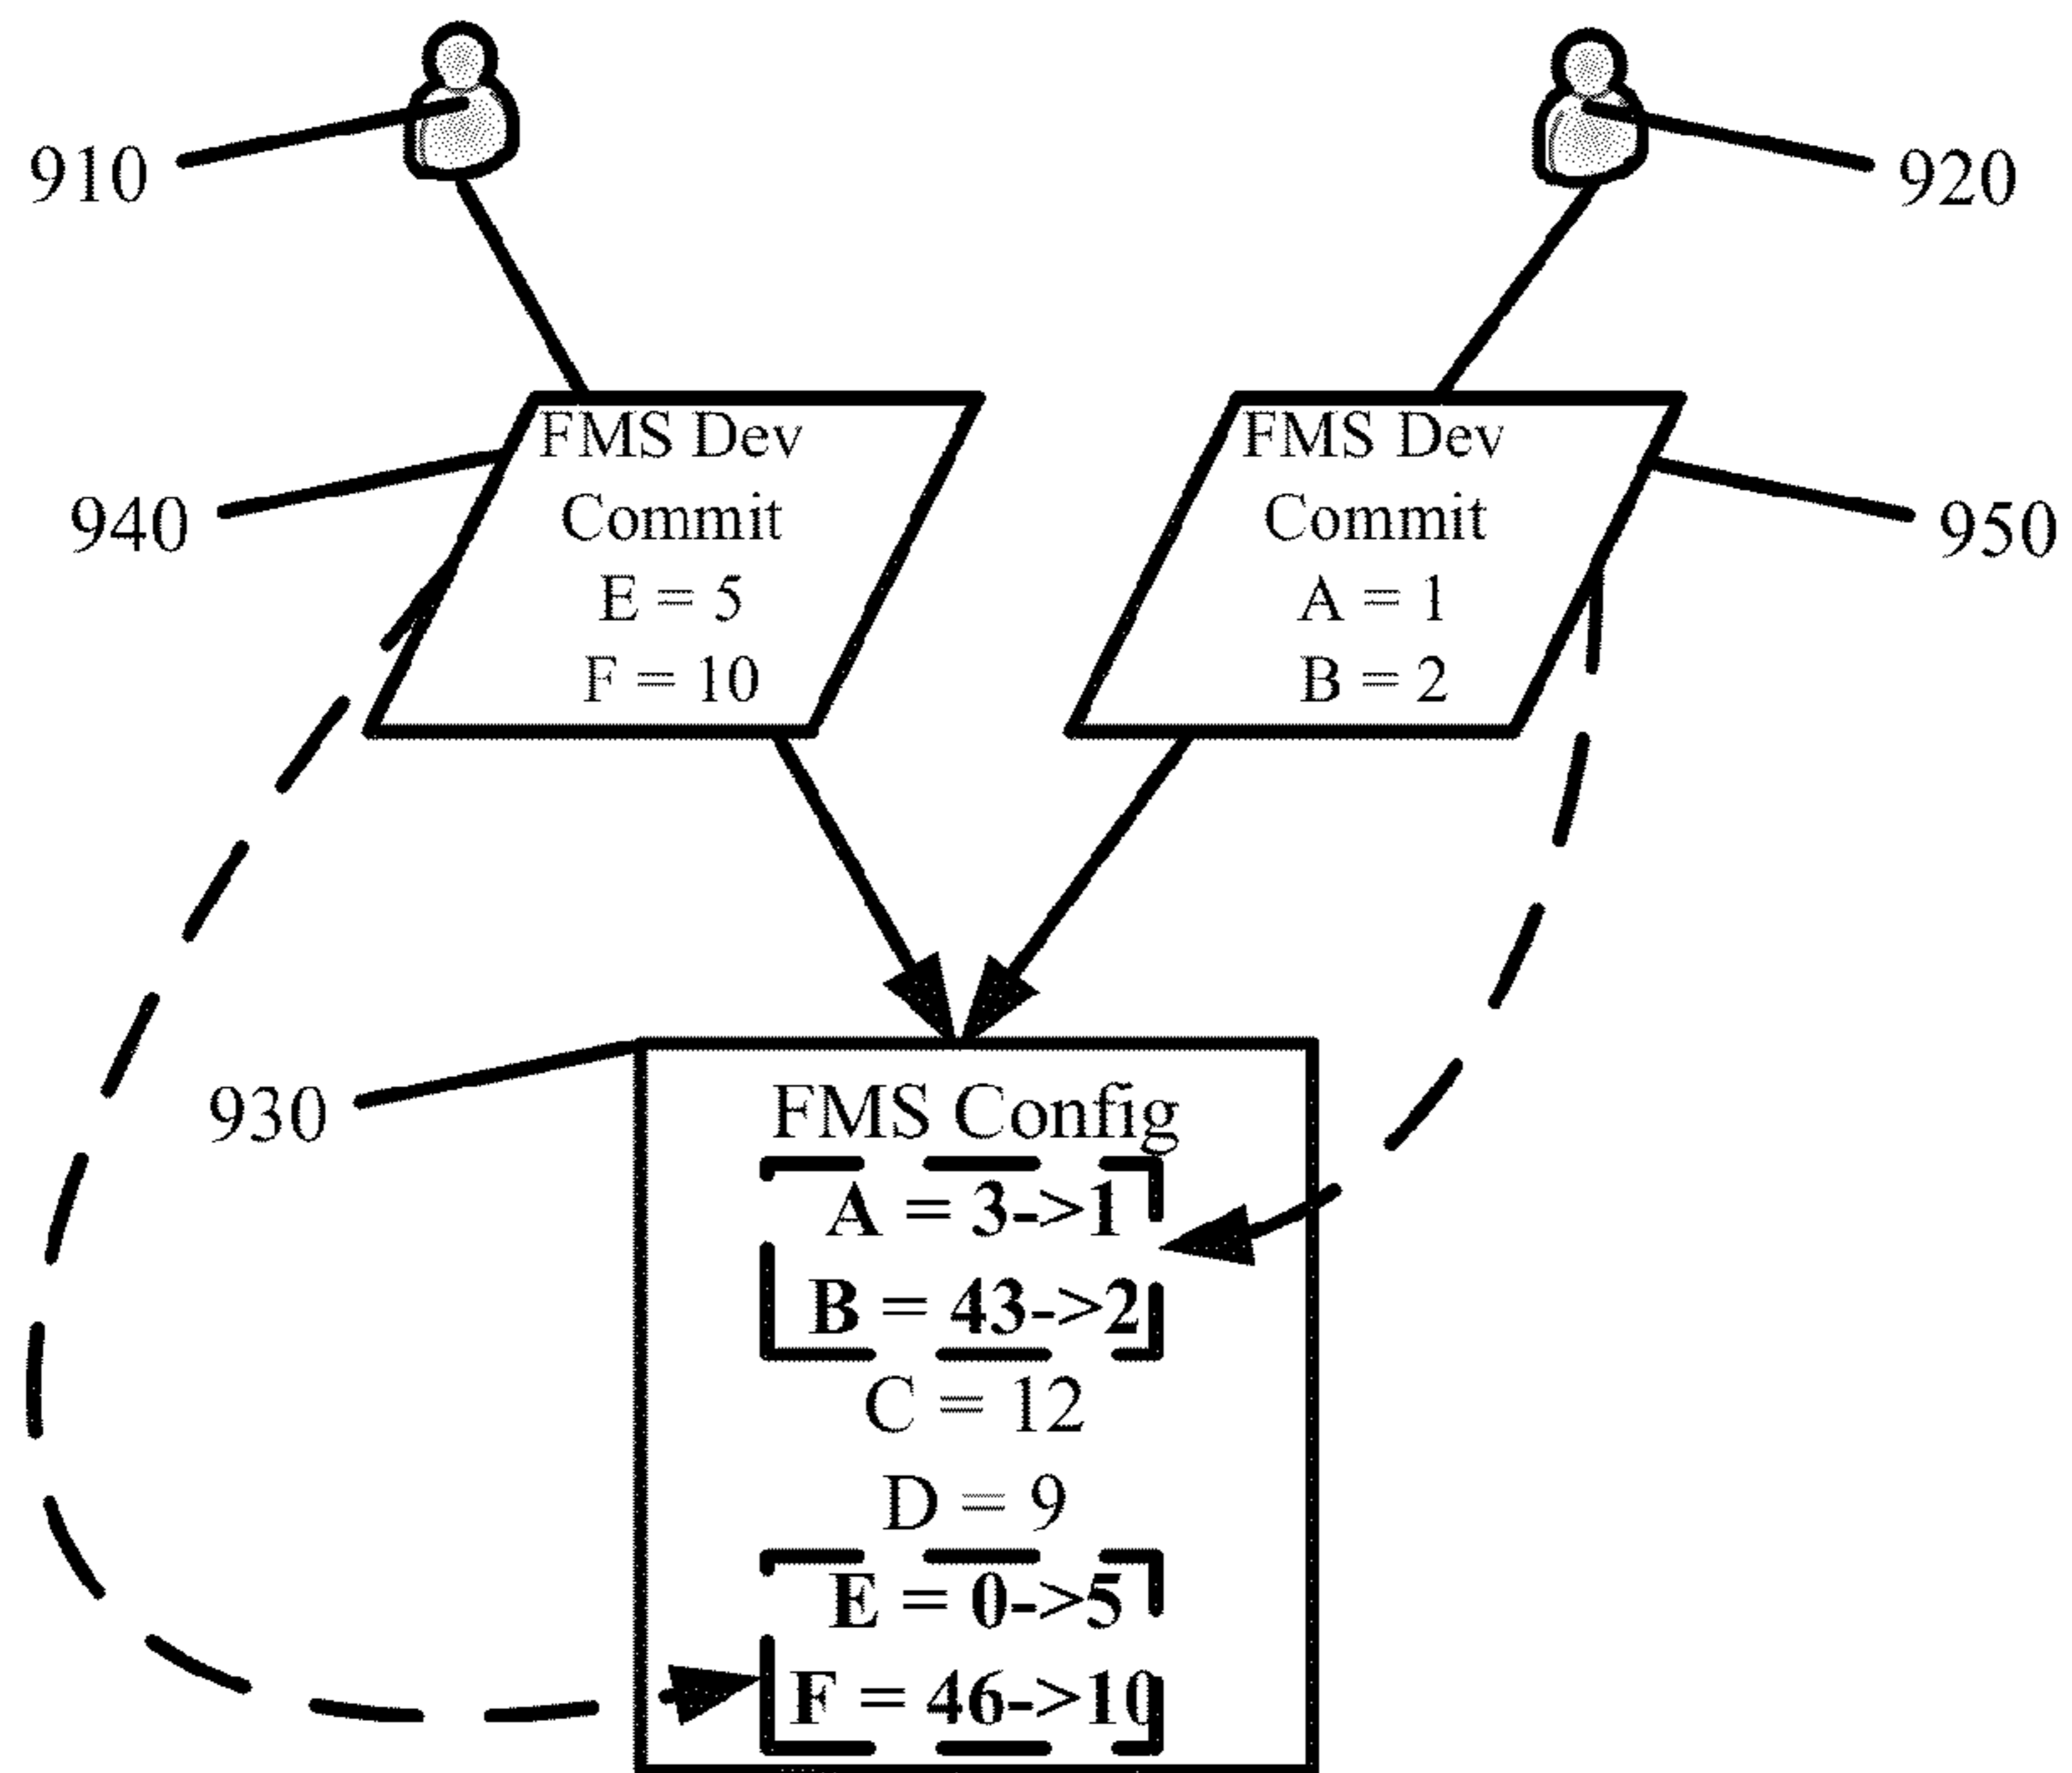 910
920
940
FMS Dev
Commit
E = 5
F = 10
FMS Dev
Commit
A = 1
B = 2
950
930
FMS Config
A = 3->1
B = 43->2
C = 12
D = 9
E = 0->5
F = 46->10